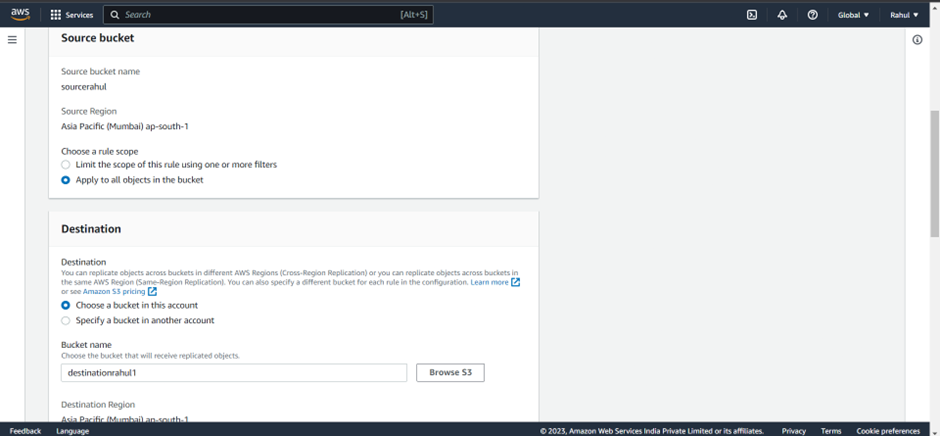 aws
Services
Search
[Alt+S]
Global
Rahul
Source bucket
Source bucket name
sourcerahul
Source Region
Asia Pacific (Mumbai) ap-south-1
Choose a rule scope
Limit the scope of this rule using one or more filters
Apply to all objects in the bucket
Destination
Destination
You can replicate objects across buckets in different AWS Regions (Cross-Region Replication) or you can replicate objects across buckets in
the same AWS Region (Same-Region Replication). You can also specify a different bucket for each rule in the configuration. Learn more
or see Amazon S3 pricing
Choose a bucket in this account
Specify a bucket in another account
Bucket name
Choose the bucket that will receive replicated objects.
destinationrahul1
Browse S3
Destination Region
Asia Pacific (Mumbai) ap-south-1
Feedback
Language
© 2023, Amazon Web Services India Private Limited or its affiliates.
Privacy
Terms
Cookie preferences